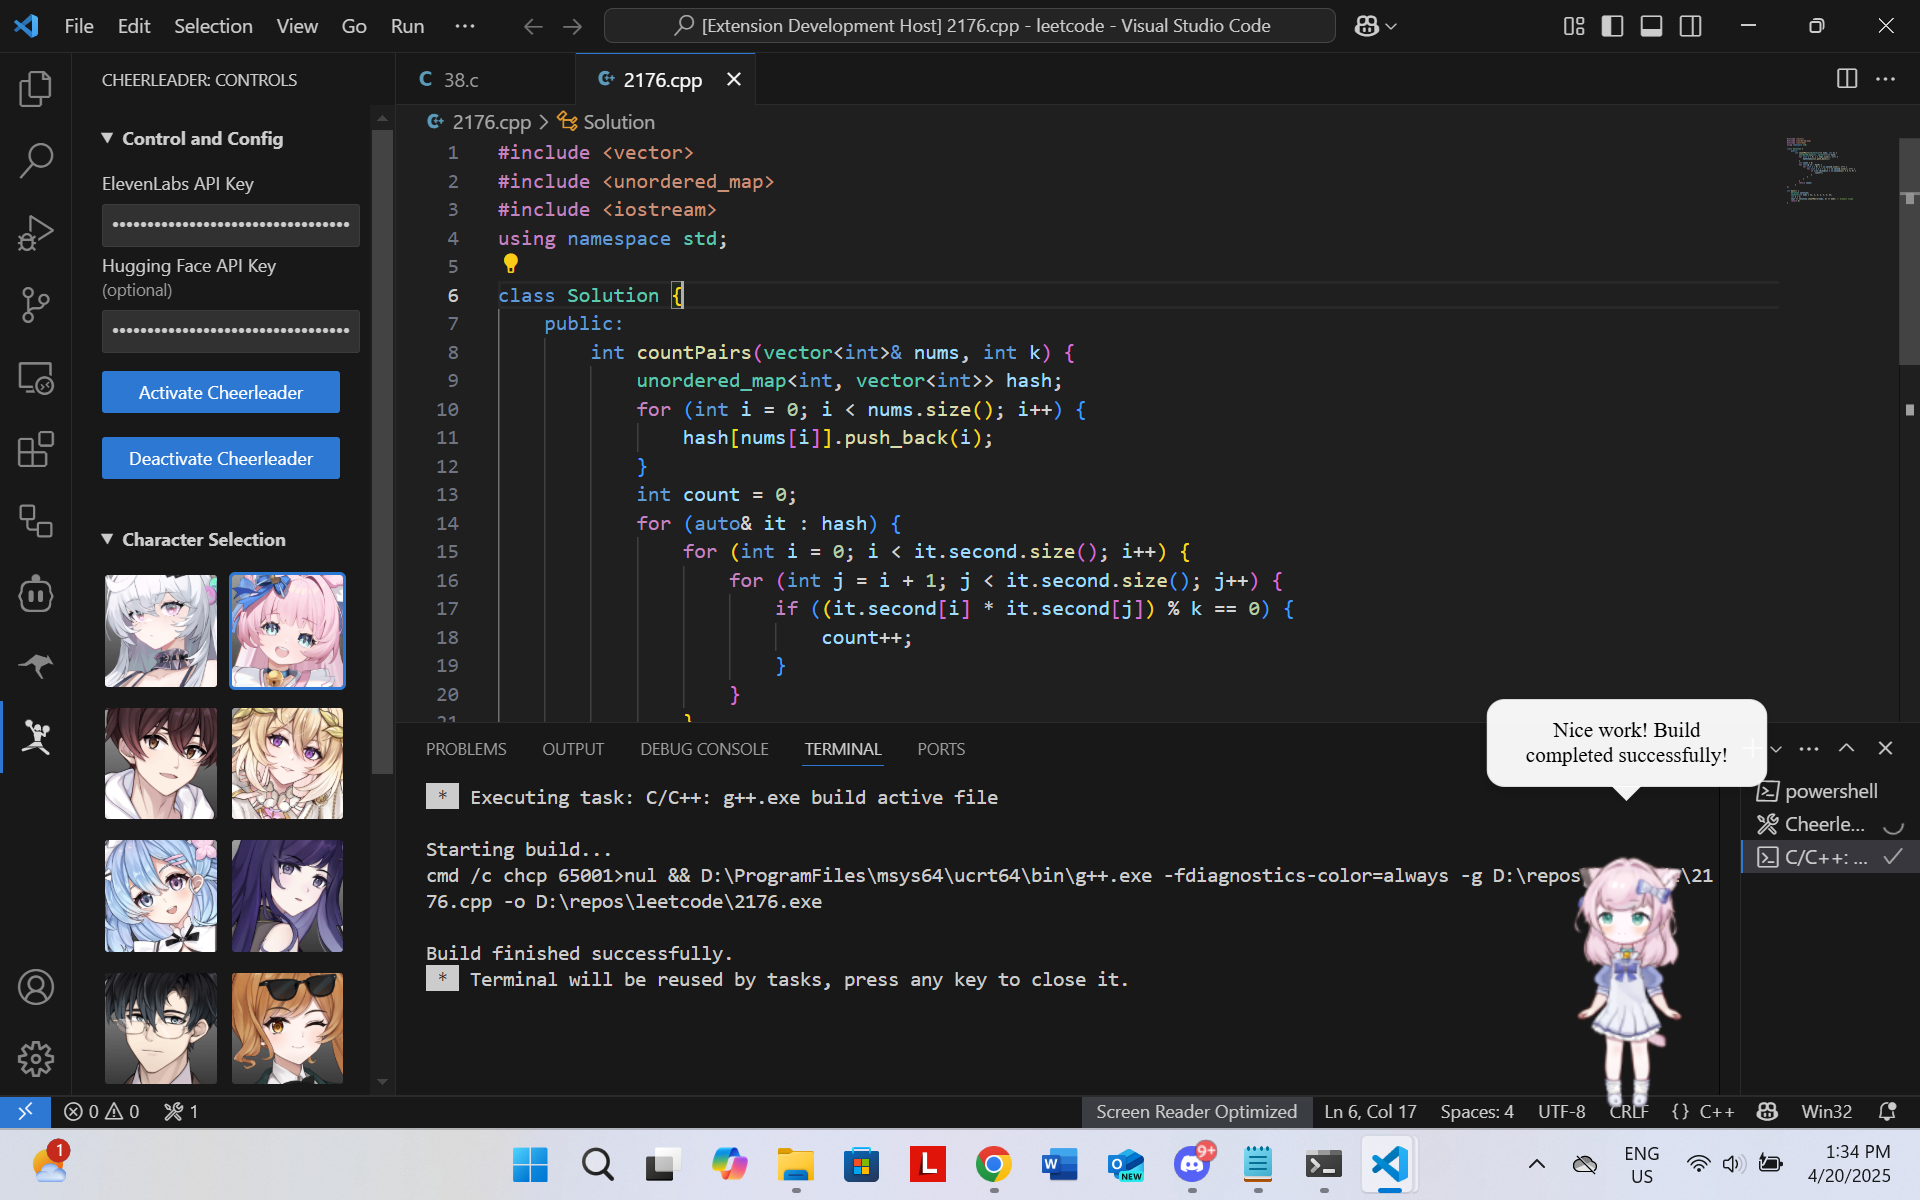 File Edit Selection View Go Run ···
[Extension Development Host] 2176.cpp - leetcode - Visual Studio Code
CHEERLEADER: CONTROLS
Control and Config
ElevenLabs API Key
••••••••••••••••••••••••••••••••••
Hugging Face API Key
(optional)
••••••••••••••••••••••••••••••••••
Activate Cheerleader
Deactivate Cheerleader
Character Selection
C 38.c
2176.cpp
2176.cpp > Solution
1 #include <vector>
2 #include <unordered_map>
3 #include <iostream>
4 using namespace std;
5
6 class Solution {
7 public:
8 int countPairs(vector<int>& nums, int k) {
9 unordered_map<int, vector<int>> hash;
10 for (int i = 0; i < nums.size(); i++) {
11 hash[nums[i]].push_back(i);
12 }
13 int count = 0;
14 for (auto& it : hash) {
15 for (int i = 0; i < it.second.size(); i++) {
16 for (int j = i + 1; j < it.second.size(); j++) {
17 if ((it.second[i] * it.second[j]) % k == 0) {
18 count++;
19 }
20 }
21 }
PROBLEMS OUTPUT DEBUG CONSOLE TERMINAL PORTS
* Executing task: C/C++: g++.exe build active file
Starting build...
cmd /c chcp 65001>nul && D:\ProgramFiles\msys64\ucrt64\bin\g++.exe -fdiagnostics-color=always -g D:\repos \21
76.cpp -o D:\repos\leetcode\2176.exe
Build finished successfully.
* Terminal will be reused by tasks, press any key to close it.
Nice work! Build
completed successfully!
powershell
Cheerle...
C/C++: ...
0 0 1
Screen Reader Optimized Ln 6, Col 17 Spaces: 4 UTF-8 CRLF {} C++ Win32
1
L
W
O
NEW
9+
ENG
US
1:34 PM
4/20/2025